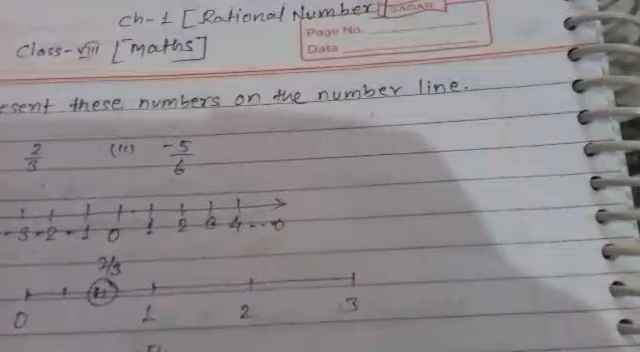 Ch-1 [Rational Number]
SAGAR
Page No.
Date
Class-VIII [Maths]
esent these numbers on the number line.
2/3 (ii) -5/6
-3 -2 -1 0 1 2 3 4
2/3
0 1 2 3